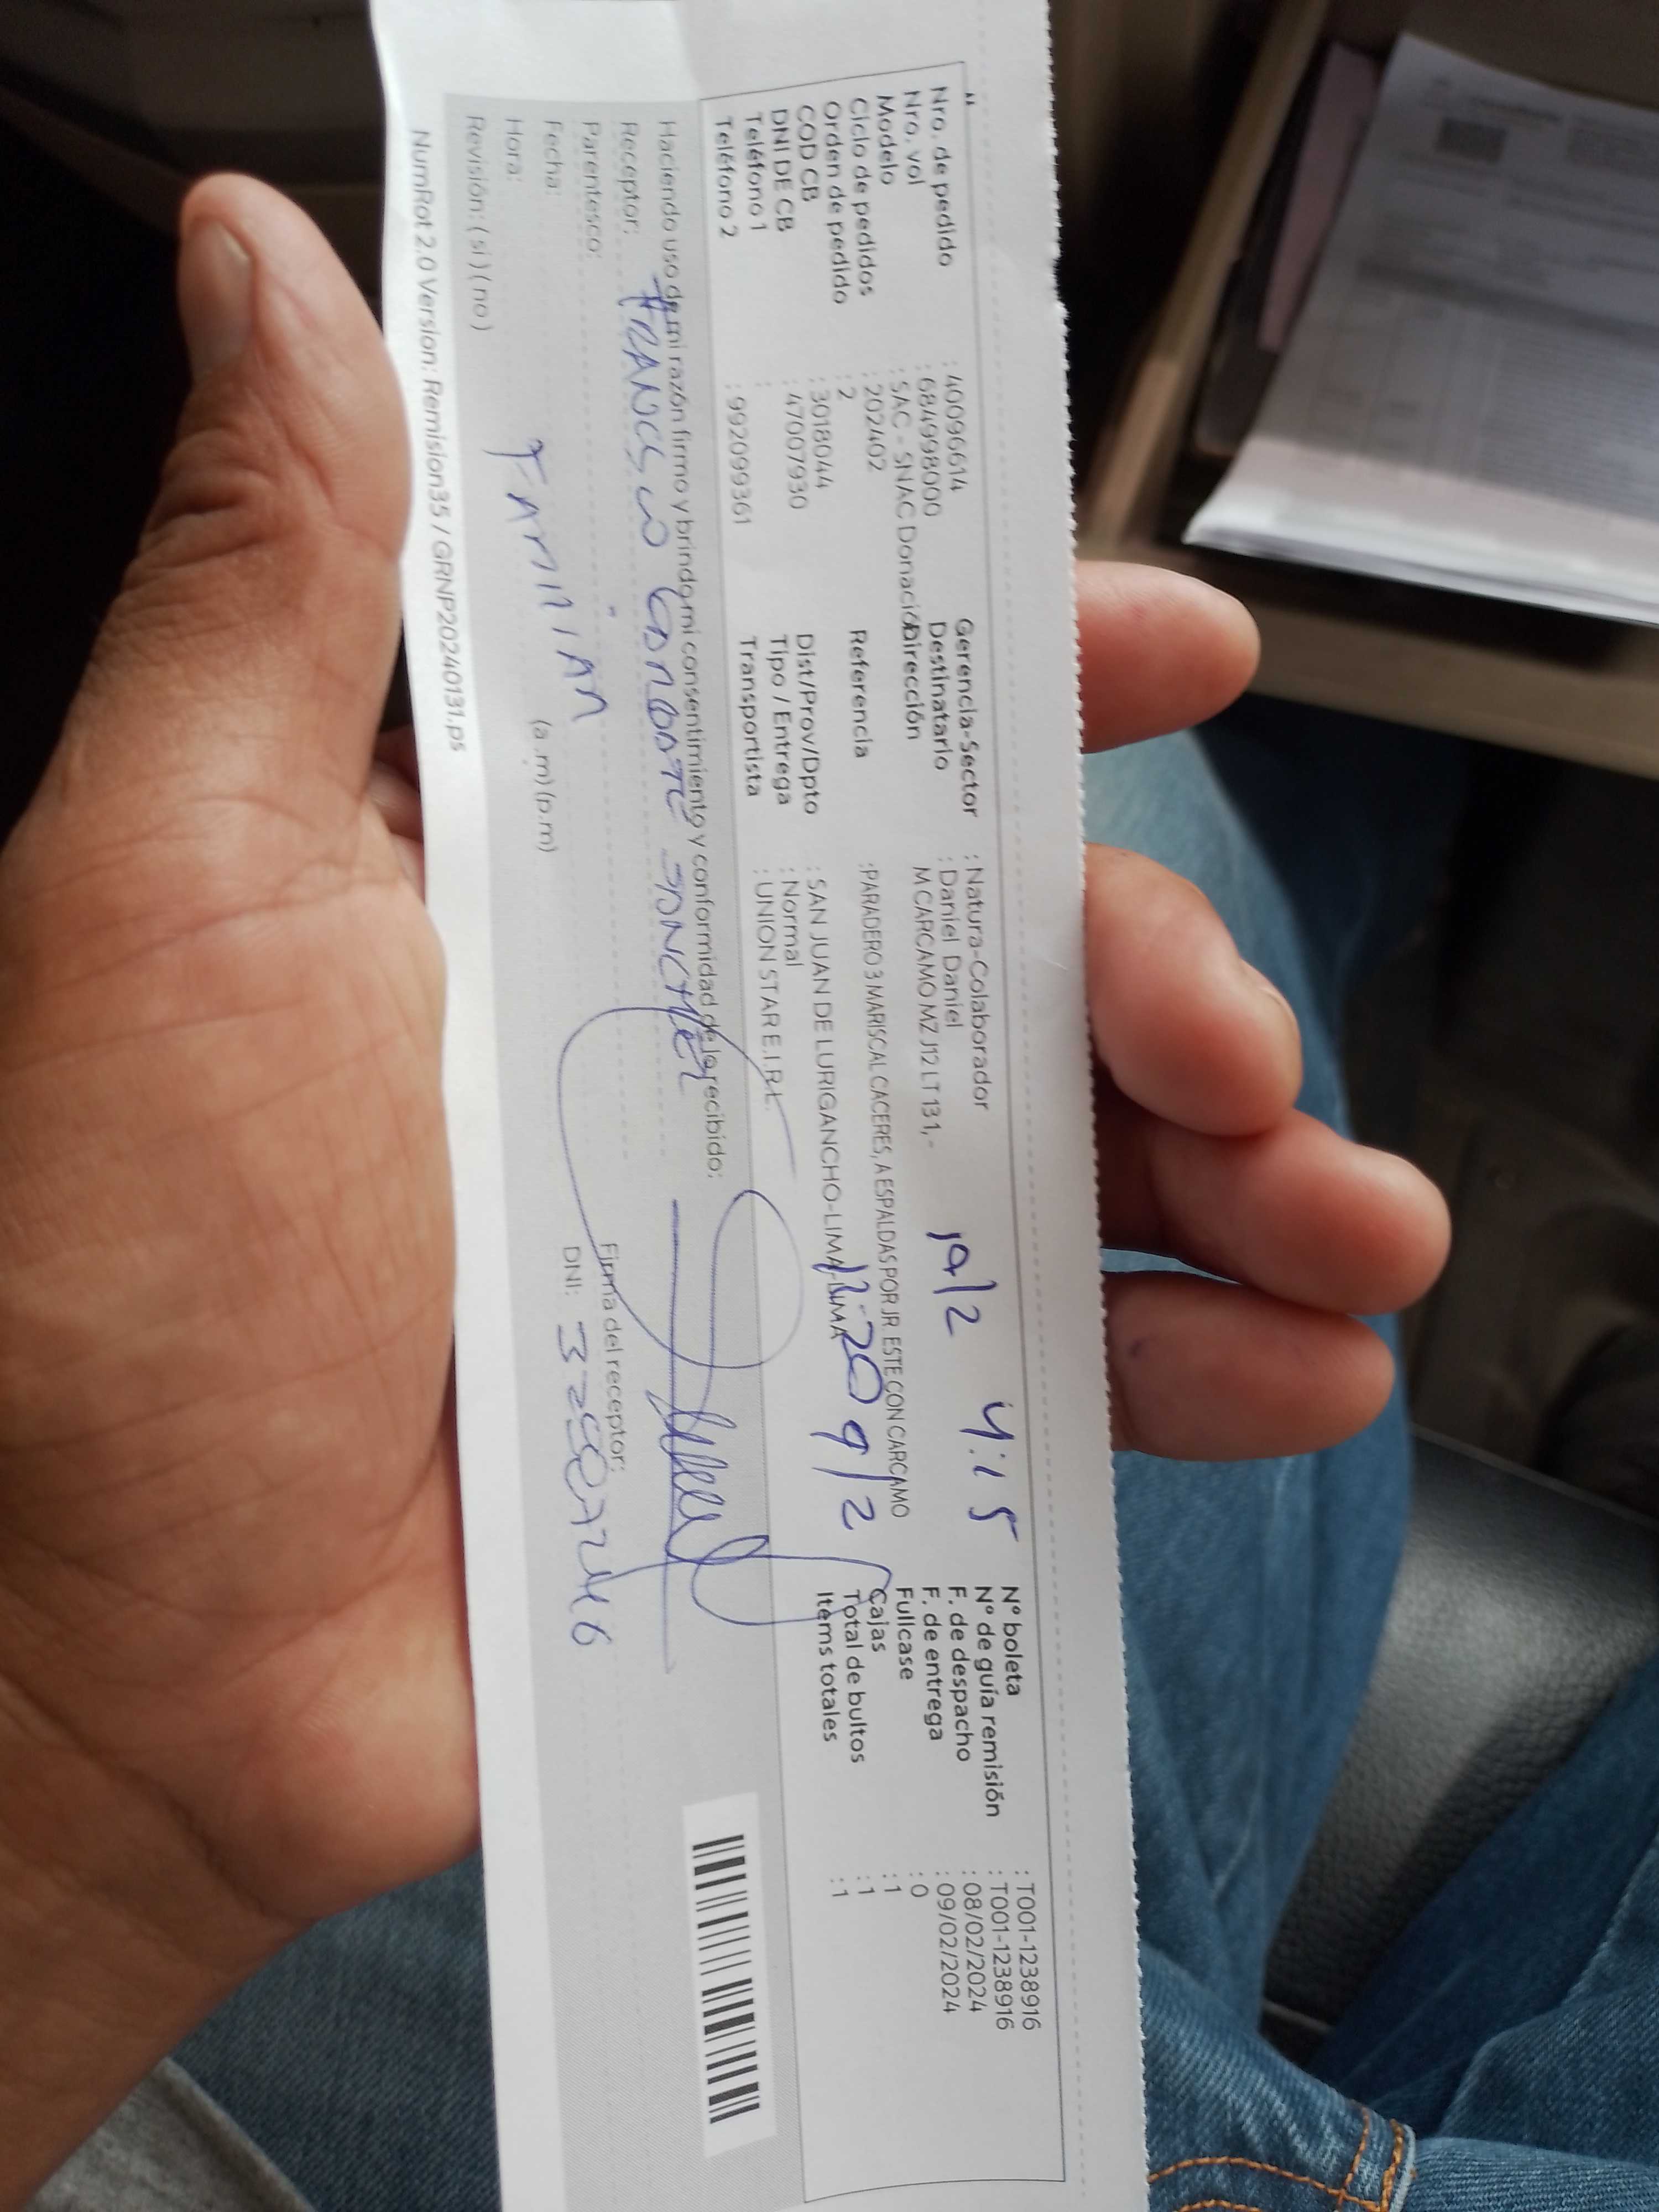 Nro. de pedido : 40096614
Nro. vol : 684998000
Modelo : SAC - SNAC Donación
Ciclo de pedidos : 202402
Orden de pedido : 2
COD CB : 3018044
DNI DE CB : 47007930
Teléfono 1 :
Teléfono 2 : 992099361
Gerencia-Sector : Natura-Colaborador
Destinatario : Daniel Daniel
Dirección M CARCAMO MZ J12 LT 131,-
Referencia :PARADERO 3 MARISCAL CACERES, A ESPALDAS POR JR. ESTE CON CARCAMO
Dist/Prov/Dpto : SAN JUAN DE LURIGANCHO-LIMA-LIMA
Tipo / Entrega : Normal
Transportista : UNION STAR E.I.R.L.
19/2 4:15
9/2
N° boleta : T001-1238916
N° de guía remisión : T001-1238916
F. de despacho : 08/02/2024
F. de entrega : 09/02/2024
Fullcase : 0
Cajas : 1
Total de bultos : 1
Items totales : 1
Haciendo uso de mi razón firmo y brindo mi consentimiento y conformidad de lo recibido:
Receptor:
Parentesco:
Fecha:
Hora: (a.m) (p.m)
Revisión: ( si ) ( no )
Firma del receptor:
DNI:
NumRot 2.0 Version: Remision35 / GRNP20240131.ps